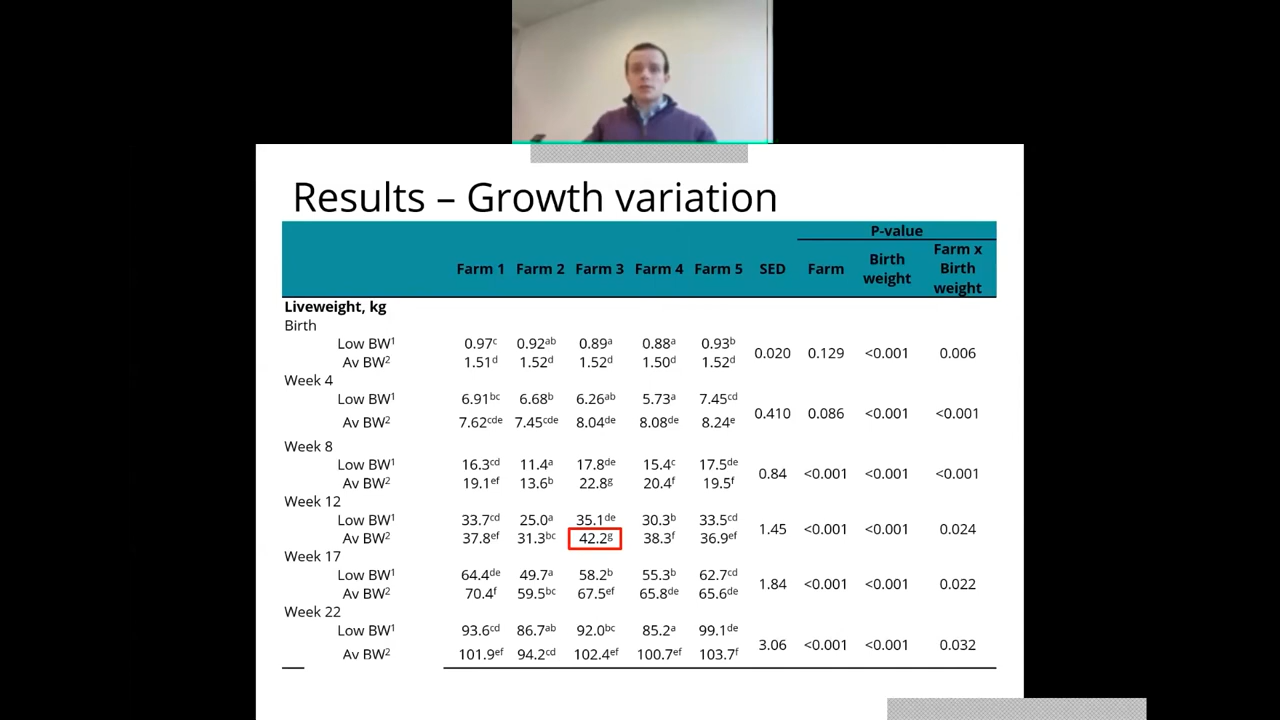 Results – Growth variation
P-value
Farm 1 Farm 2 Farm 3 Farm 4 Farm 5 SED Farm Birth weight Farm x Birth weight
Liveweight, kg
Birth
Low BW¹ 0.97ᶜ 0.92ᵃᵇ 0.89ᵃ 0.88ᵃ 0.93ᵇ
0.020 0.129 <0.001 0.006
Av BW² 1.51ᵈ 1.52ᵈ 1.52ᵈ 1.50ᵈ 1.52ᵈ
Week 4
Low BW¹ 6.91ᵇᶜ 6.68ᵇ 6.26ᵃᵇ 5.73ᵃ 7.45ᶜᵈ
0.410 0.086 <0.001 <0.001
Av BW² 7.62ᶜᵈᵉ 7.45ᶜᵈᵉ 8.04ᵈᵉ 8.08ᵈᵉ 8.24ᵉ
Week 8
Low BW¹ 16.3ᶜᵈ 11.4ᵃ 17.8ᵈᵉ 15.4ᶜ 17.5ᵈᵉ
0.84 <0.001 <0.001 <0.001
Av BW² 19.1ᵉᶠ 13.6ᵇ 22.8ᵍ 20.4ᶠ 19.5ᶠ
Week 12
Low BW¹ 33.7ᶜᵈ 25.0ᵃ 35.1ᵈᵉ 30.3ᵇ 33.5ᶜᵈ
1.45 <0.001 <0.001 0.024
Av BW² 37.8ᵉᶠ 31.3ᵇᶜ 42.2ᵍ 38.3ᶠ 36.9ᵉᶠ
Week 17
Low BW¹ 64.4ᵈᵉ 49.7ᵃ 58.2ᵇ 55.3ᵇ 62.7ᶜᵈ
1.84 <0.001 <0.001 0.022
Av BW² 70.4ᶠ 59.5ᵇᶜ 67.5ᵉᶠ 65.8ᵈᵉ 65.6ᵈᵉ
Week 22
Low BW¹ 93.6ᶜᵈ 86.7ᵃᵇ 92.0ᵇᶜ 85.2ᵃ 99.1ᵈᵉ
3.06 <0.001 <0.001 0.032
Av BW² 101.9ᵉᶠ 94.2ᶜᵈ 102.4ᵉᶠ 100.7ᵉᶠ 103.7ᶠ